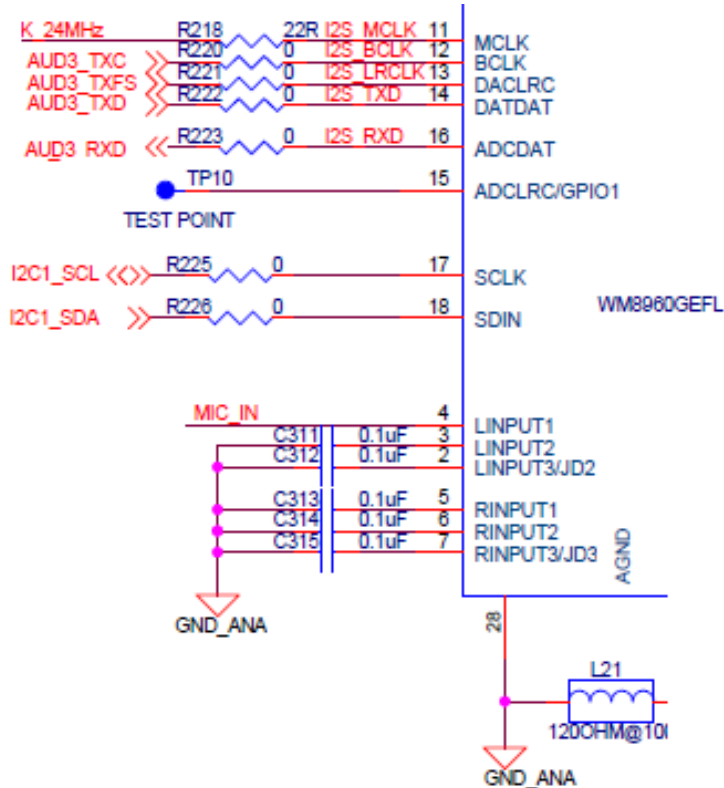 K_24MHz R218 22R I2S_MCLK 11 MCLK
AUD3_TXC R220 0 I2S_BCLK 12 BCLK
AUD3_TXFS R221 0 I2S_LRCLK 13 DACLRC
AUD3_TXD R222 0 I2S_TXD 14 DATDAT
AUD3_RXD R223 0 I2S_RXD 16 ADCDAT
TP10 15 ADCLRC/GPIO1
TEST POINT
I2C1_SCL R225 0 17 SCLK
I2C1_SDA R226 0 18 SDIN
WM8960GEFL
MIC_IN 4 LINPUT1
C311 0.1uF 3 LINPUT2
C312 0.1uF 2 LINPUT3/JD2
C313 0.1uF 5 RINPUT1
C314 0.1uF 6 RINPUT2
C315 0.1uF 7 RINPUT3/JD3
AGND
GND_ANA
28
L21
120OHM@10
GND_ANA